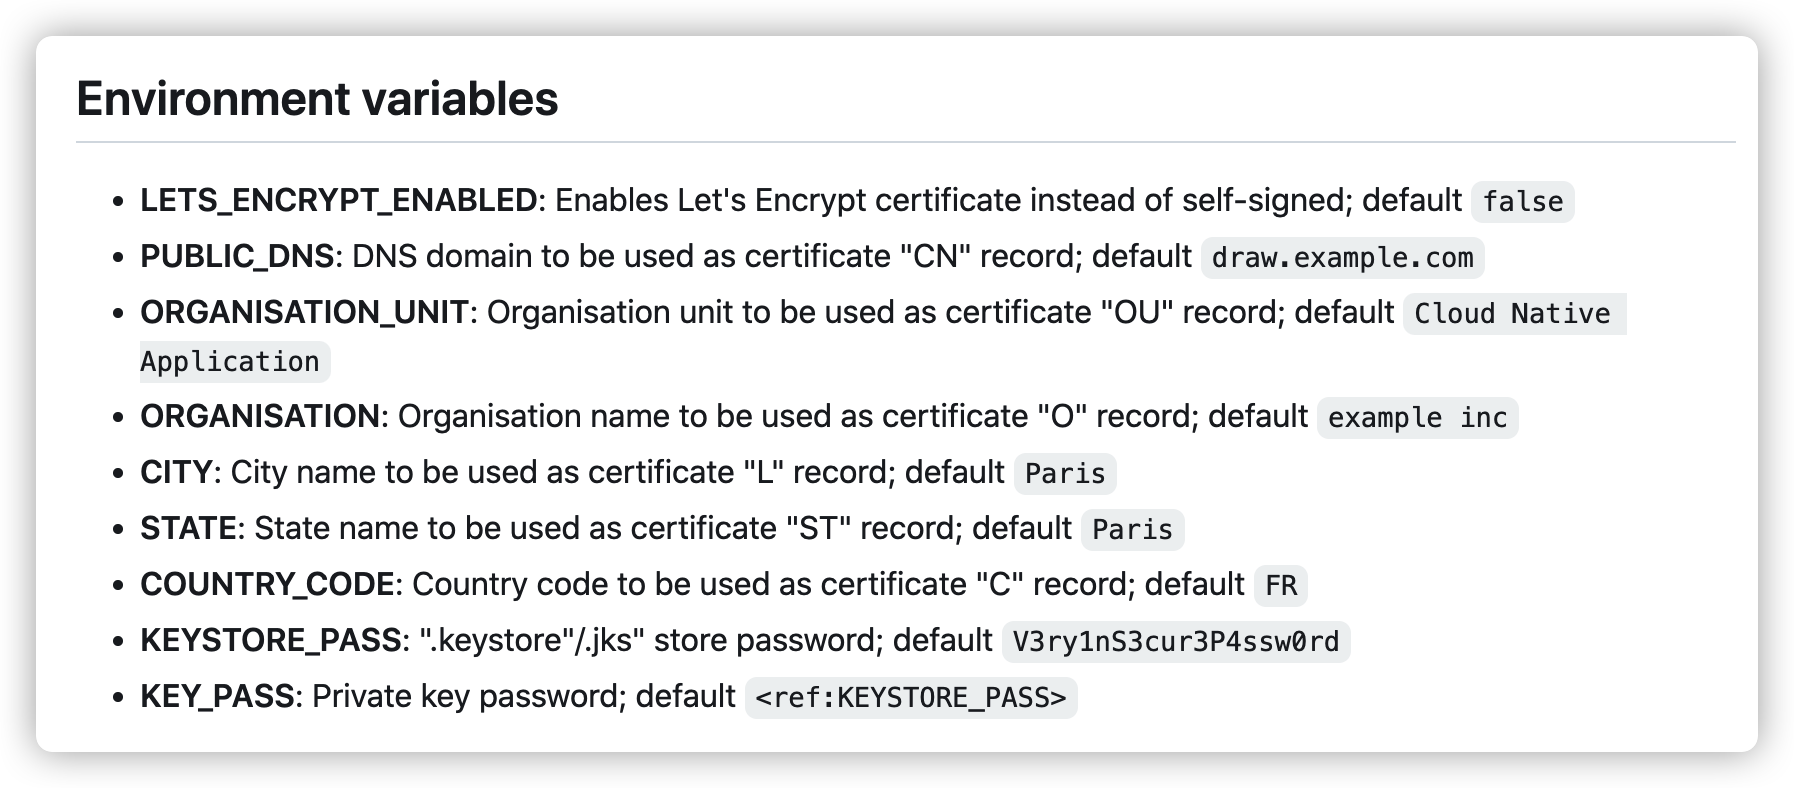 Environment variables
• LETS_ENCRYPT_ENABLED: Enables Let's Encrypt certificate instead of self-signed; default false
• PUBLIC_DNS: DNS domain to be used as certificate "CN" record; default draw.example.com
• ORGANISATION_UNIT: Organisation unit to be used as certificate "OU" record; default Cloud Native
Application
• ORGANISATION: Organisation name to be used as certificate "O" record; default example inc
• CITY: City name to be used as certificate "L" record; default Paris
• STATE: State name to be used as certificate "ST" record; default Paris
• COUNTRY_CODE: Country code to be used as certificate "C" record; default FR
• KEYSTORE_PASS: ".keystore"/.jks" store password; default V3ry1nS3cur3P4ssw0rd
• KEY_PASS: Private key password; default <ref:KEYSTORE_PASS>